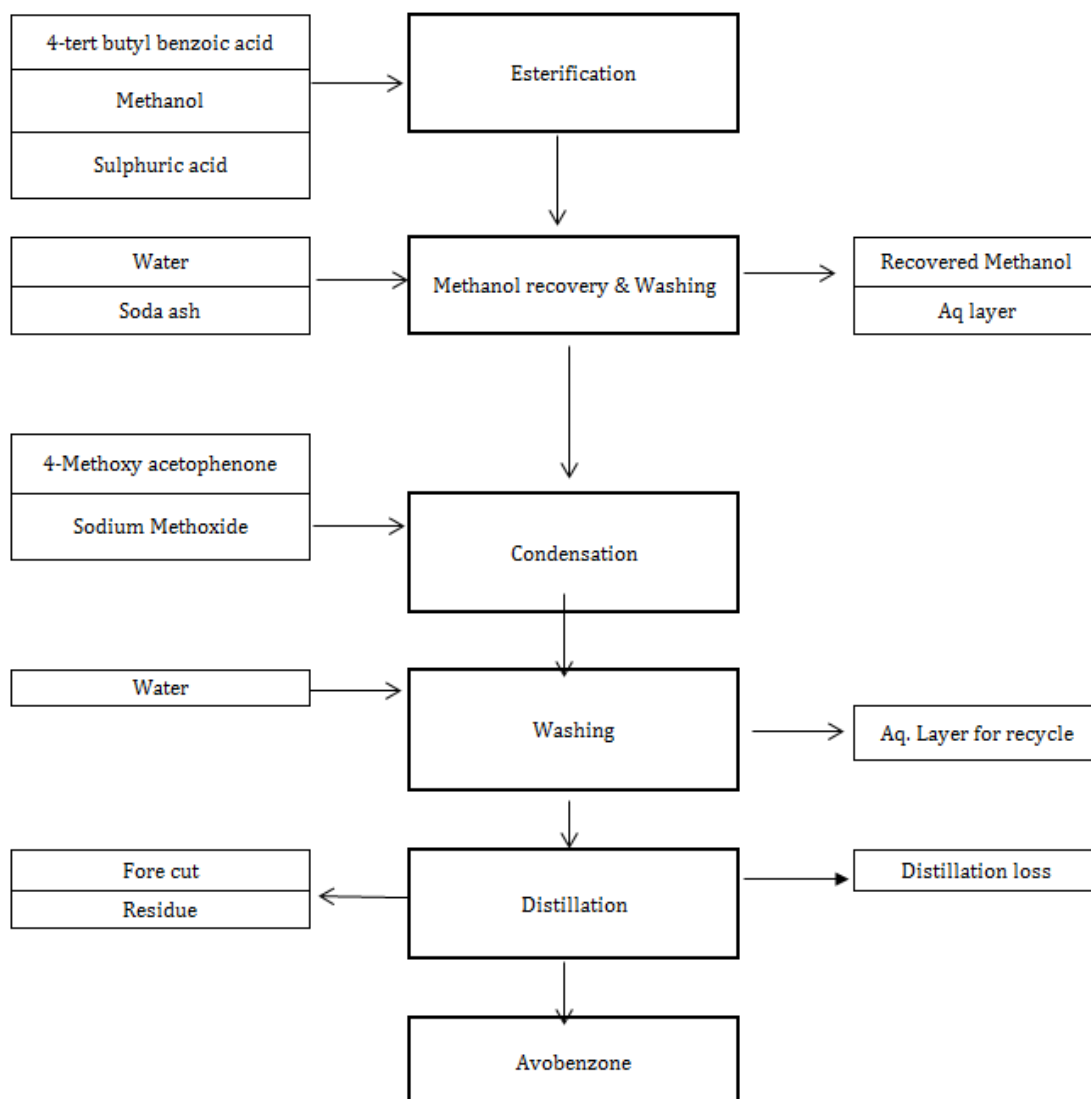 4-tert butyl benzoic acid
Methanol
Sulphuric acid
Esterification
Water
Soda ash
Methanol recovery & Washing
Recovered Methanol
Aq layer
4-Methoxy acetophenone
Sodium Methoxide
Condensation
Water
Washing
Aq. Layer for recycle
Fore cut
Residue
Distillation
Distillation loss
Avobenzone